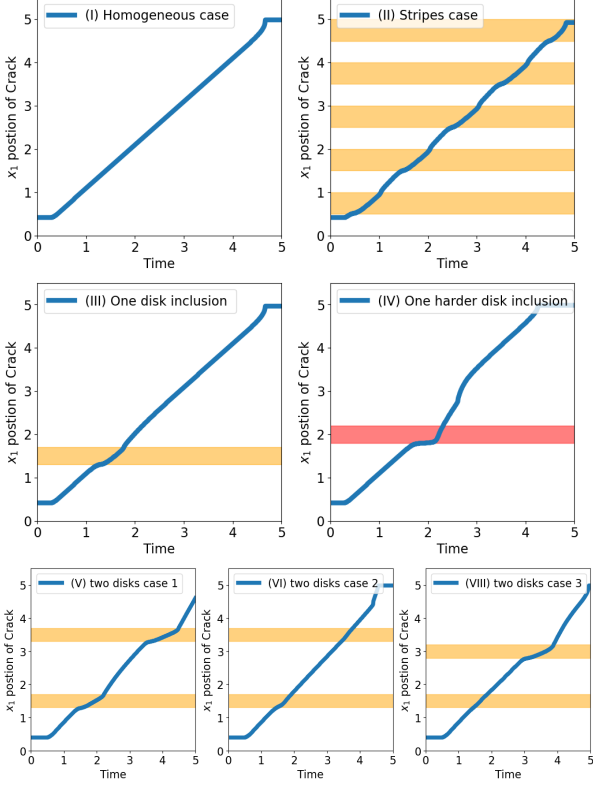 (I) Homogeneous case
x₁ postion of Crack
5
4
3
2
1
0
0 1 2 3 4 5
Time
(II) Stripes case
x₁ postion of Crack
5
4
3
2
1
0
0 1 2 3 4 5
Time
(III) One disk inclusion
x₁ postion of Crack
5
4
3
2
1
0
0 1 2 3 4 5
Time
(IV) One harder disk inclusion
x₁ postion of Crack
5
4
3
2
1
0
0 1 2 3 4 5
Time
(V) two disks case 1
x₁ postion of Crack
5
4
3
2
1
0
0 1 2 3 4 5
Time
(VI) two disks case 2
x₁ postion of Crack
5
4
3
2
1
0
0 1 2 3 4 5
Time
(VIII) two disks case 3
x₁ postion of Crack
5
4
3
2
1
0
0 1 2 3 4 5
Time